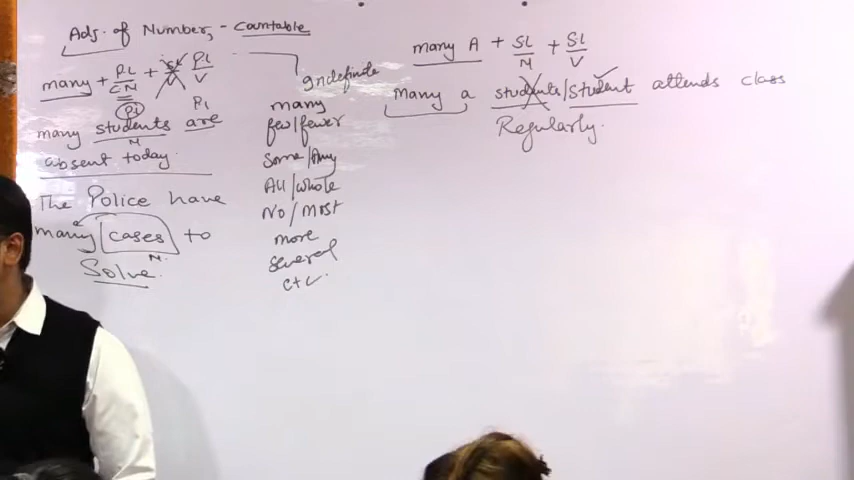 Adj. of Number, - Countable
many + PL/CN + PL/V
many students are
N
absent today.
The Police have
many cases to
N.
Solve.
Indefinite
many
few/fewer
Some/Any
All/whole
No/Most
more
several
etc.
many A + SL/N + SL/V
Many a students/student attends class
Regularly.